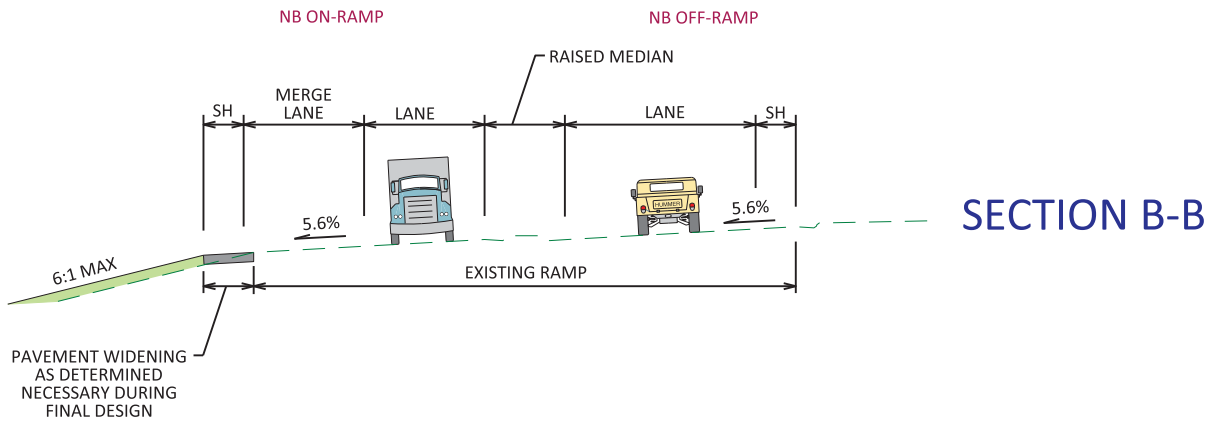 NB ON-RAMP
NB OFF-RAMP
RAISED MEDIAN
SH
MERGE
LANE
LANE
LANE
SH
HUMMER
5.6%
5.6%
SECTION B-B
6:1 MAX
EXISTING RAMP
PAVEMENT WIDENING
AS DETERMINED
NECESSARY DURING
FINAL DESIGN